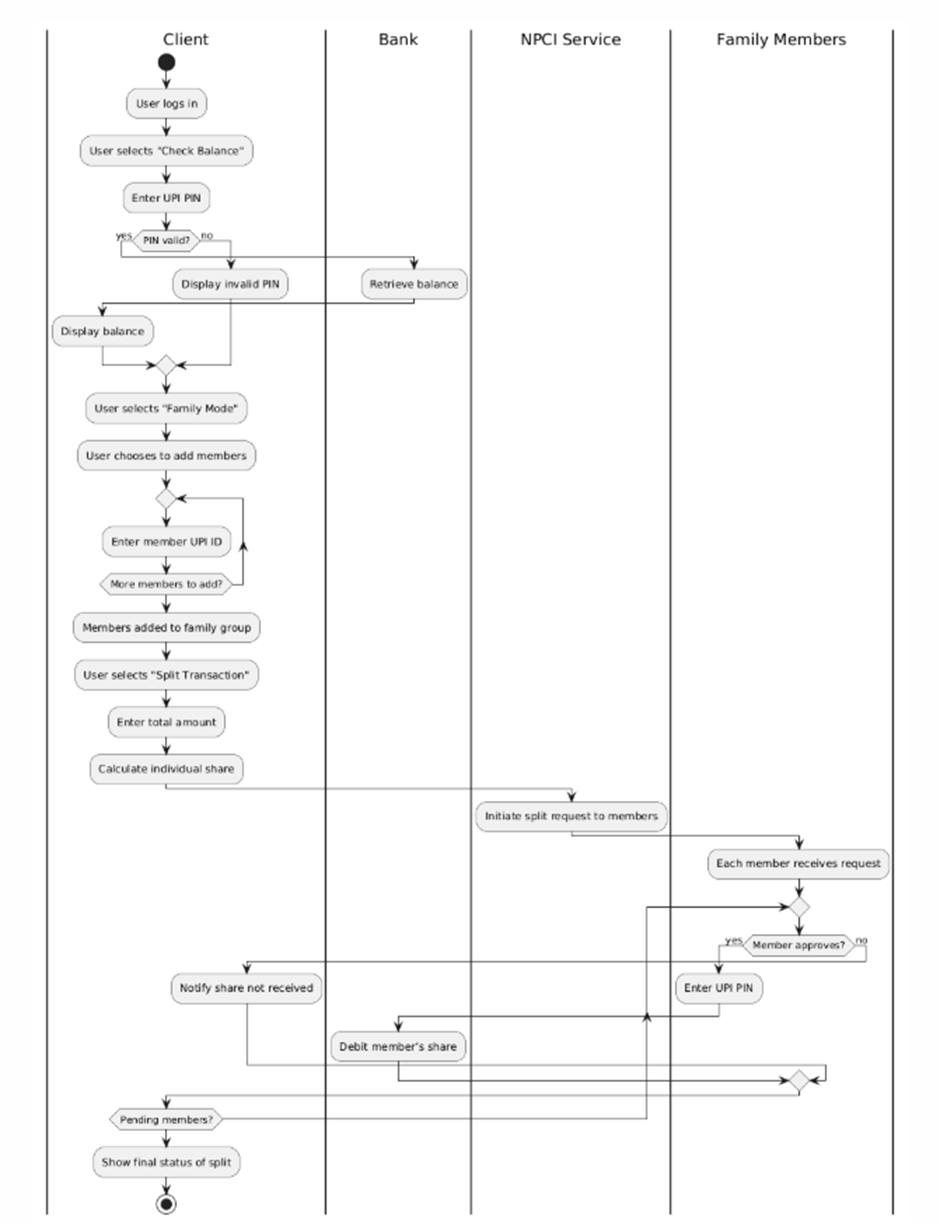 Client
Bank
NPCI Service
Family Members
User logs in
User selects "Check Balance"
Enter UPI PIN
yes
PIN valid?
no
Display invalid PIN
Retrieve balance
Display balance
User selects "Family Mode"
User chooses to add members
Enter member UPI ID
More members to add?
Members added to family group
User selects "Split Transaction"
Enter total amount
Calculate individual share
Initiate split request to members
Each member receives request
yes
Member approves?
no
Notify share not received
Enter UPI PIN
Debit member's share
Pending members?
Show final status of split